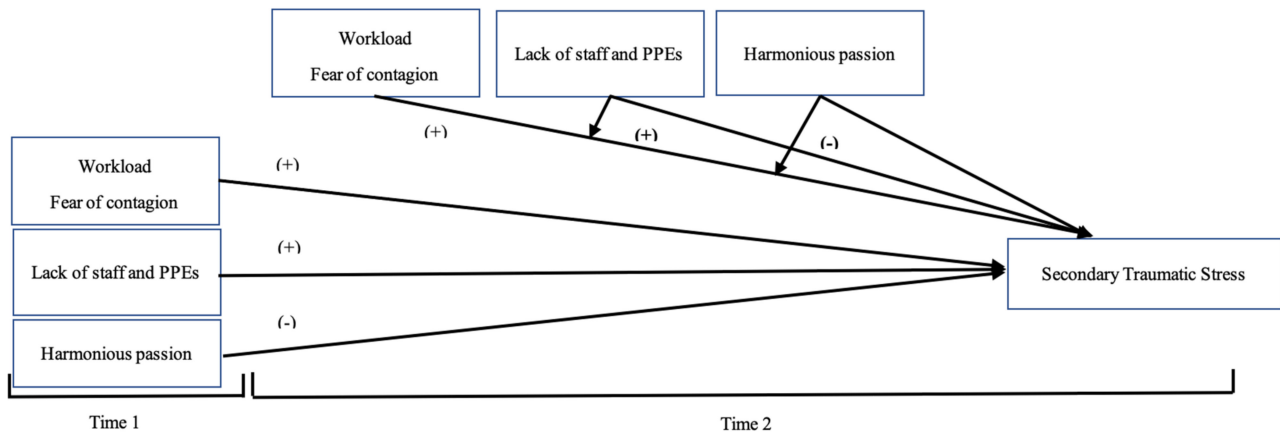 Workload
Fear of contagion
Lack of staff and PPEs
Harmonious passion
(+)
(+)
(-)
Workload
Fear of contagion
(+)
Lack of staff and PPEs
(+)
Harmonious passion
(-)
Secondary Traumatic Stress
Time 1
Time 2